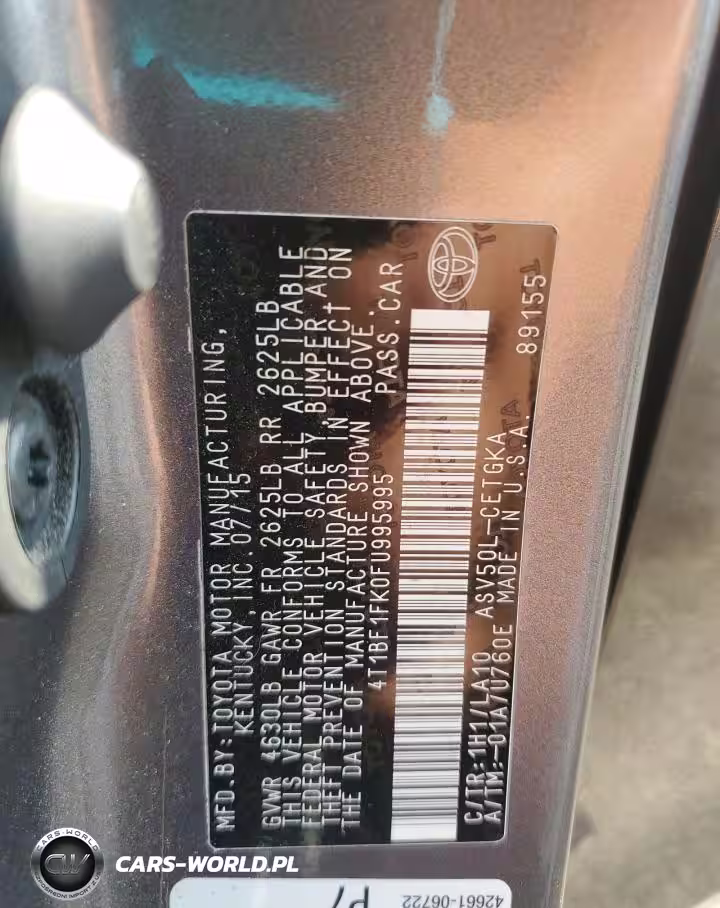 MFD.BY:TOYOTA MOTOR MANUFACTURING,
KENTUCKY, INC. 07/15
GVWR 4630LB GAWR FR 2625LB RR 2625LB
THIS VEHICLE CONFORMS TO ALL APPLICABLE
FEDERAL MOTOR VEHICLE SAFETY BUMPER, AND
THEFT PREVENTION STANDARDS IN EFFECT ON
THE DATE OF MANUFACTURE SHOWN ABOVE.
4T1BF1FK0FU995995 PASS.CAR
C/TR:1H1/LA10 ASV50L-CETGKA
A/TM:-01A/U760E MADE IN U.S.A. 89155
42661-06722
P7
CARS-WORLD.PL